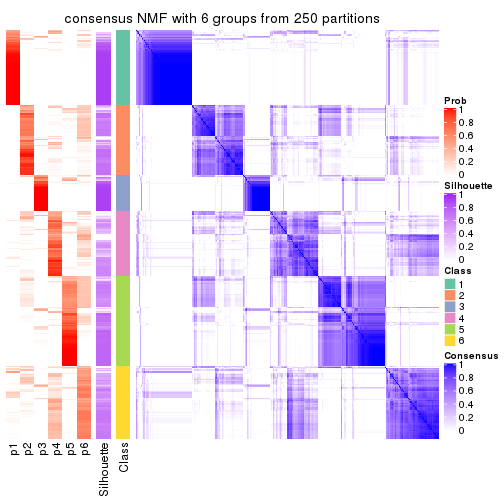 consensus NMF with 6 groups from 250 partitions
Prob
1
0.8
0.6
0.4
0.2
0
Silhouette
1
0.8
0.6
0.4
0.2
0
Class
1
2
3
4
5
6
Consensus
1
0.8
0.6
0.4
0.2
0
p1
p2
p3
p4
p5
p6
Silhouette
Class